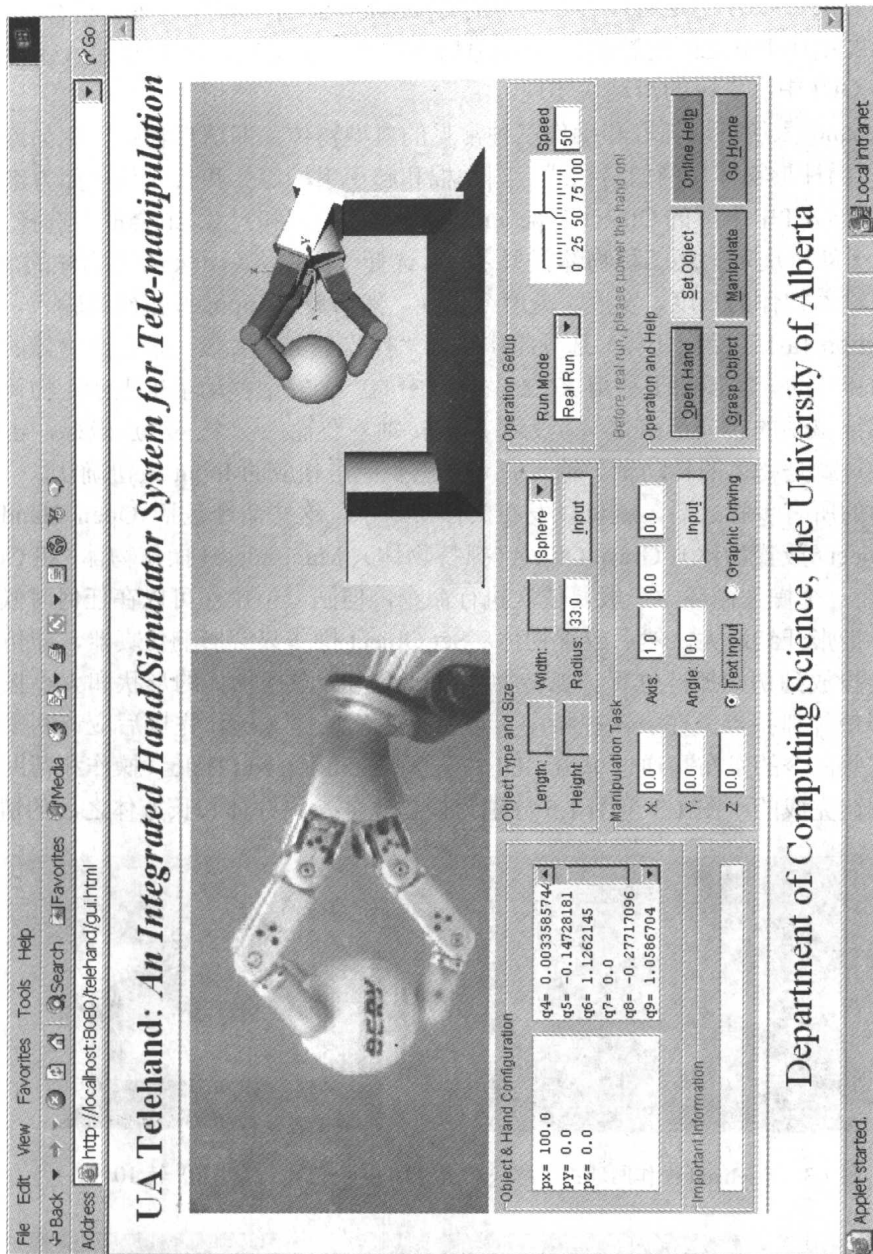 File Edit View Favorites Tools Help
Back Search Favorites Media
Address http://localhost:8080/telehand/gui.html Go
UA Telehand: An Integrated Hand/Simulator System for Tele-manipulation
Object & Hand Configuration
px= 100.0
py= 0.0
pz= 0.0
q4= 0.0033585744
q5= -0.14728181
q6= 1.1262145
q7= 0.0
q8= -0.27717096
q9= 1.0586704
Important Information
Object Type and Size
Length: Width: Sphere
Height: Radius: 33.0 Input
Manipulation Task
X: 0.0 Axis: 1.0 0.0 0.0
Y: 0.0 Angle: 0.0 Input
Z: 0.0 Text Input Graphic Driving
Operation Setup
Run Mode Speed
Real Run 0 25 50 75 100 50
Before real run, please power the hand on!
Operation and Help
Open Hand Set Object Online Help
Grasp Object Manipulate Go Home
Department of Computing Science, the University of Alberta
Applet started. Local intranet